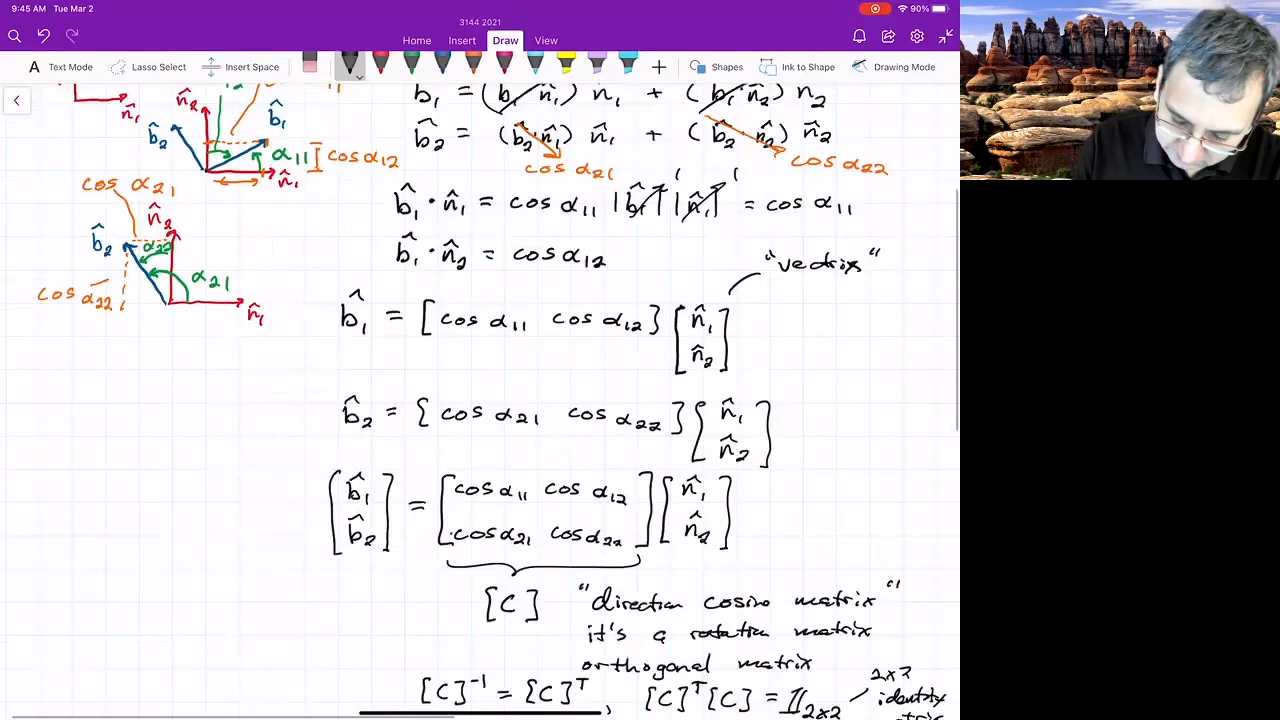 9:45 AM Tue Mar 2
90%
3144 2021
Home Insert Draw View
Text Mode Lasso Select Insert Space Shapes Ink to Shape Drawing Mode
n̂₁
n̂₂
b̂₂
b̂₁
α₁₁
cos α₁₂
n̂₁
b̂₁ = (b̂₁·n̂₁) n̂₁ + (b̂₁·n̂₂) n̂₂
b̂₂ = (b̂₂·n̂₁) n̂₁ + (b̂₂·n̂₂) n̂₂
cos α₂₁ cos α₂₂
cos α₂₁
n̂₂
b̂₂
α₂₂
α₂₁
cos α₂₂
n̂₁
b̂₁ · n̂₁ = cos α₁₁ |b̂₁| |n̂₁| = cos α₁₁
1 1
b̂₁ · n̂₂ = cos α₁₂
"vectrix"
b̂₁ = [cos α₁₁ cos α₁₂] [n̂₁
n̂₂]
b̂₂ = [cos α₂₁ cos α₂₂] [n̂₁
n̂₂]
[b̂₁ = [cos α₁₁ cos α₁₂ [n̂₁
b̂₂] cos α₂₁ cos α₂₂] n̂₂]
[C] "direction cosine matrix"
it's a rotation matrix
orthogonal matrix
[C]⁻¹ = [C]ᵀ, [C]ᵀ[C] = 𝟙₂ₓ₂
2x2
identity